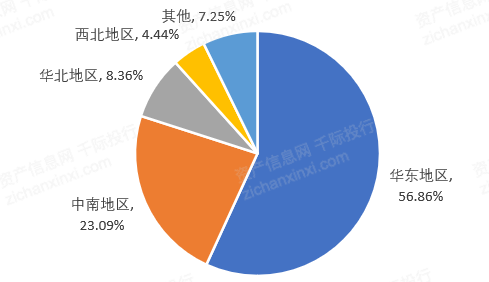 其他, 7.25%
西北地区, 4.44%
华北地区, 8.36%
中南地区,
23.09%
华东地区,
56.86%
资产信息网 千际投行
zichanxinxi.com